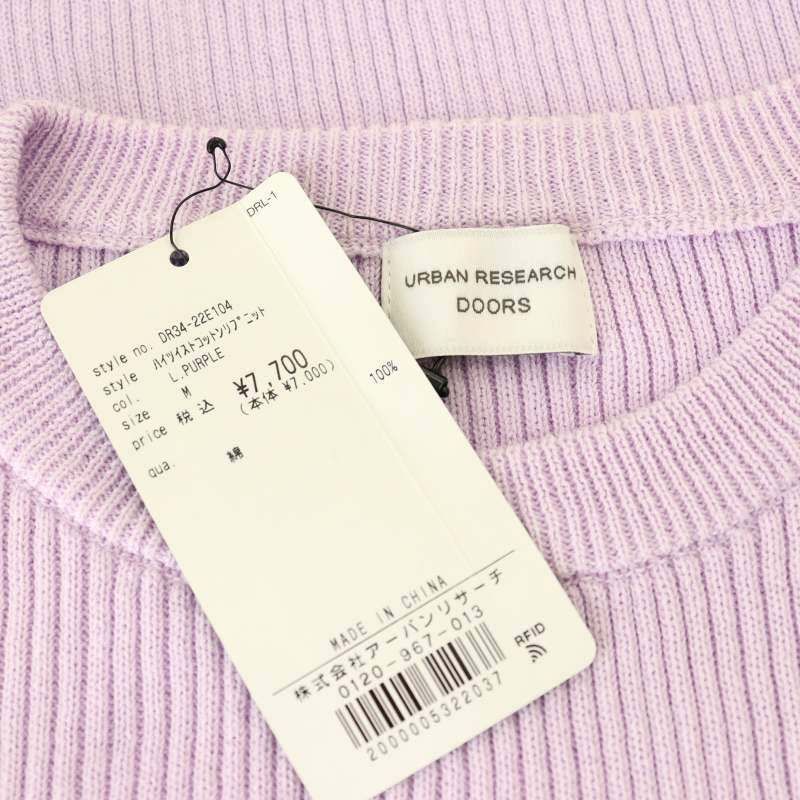 DRL-1
style no. DR34-22E104
style ハイツイストコットンリブニット
col. L.PURPLE
size M
price 税込 ¥7,700
(本体 ¥7,000)
qua. 綿 100%
MADE IN CHINA
株式会社アーバンリサーチ
0120-967-013
2000005322037
RFID
URBAN RESEARCH
DOORS